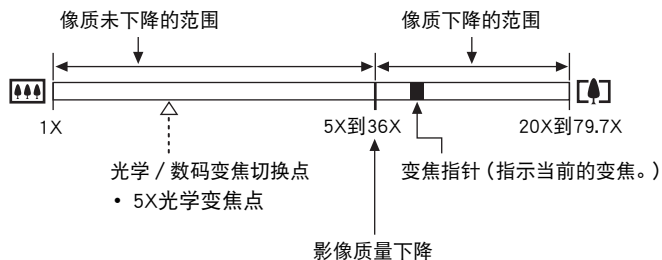 像质未下降的范围
像质下降的范围
1X
5X到36X
20X到79.7X
光学/数码变焦切换点
• 5X光学变焦点
变焦指针(指示当前的变焦。)
影像质量下降